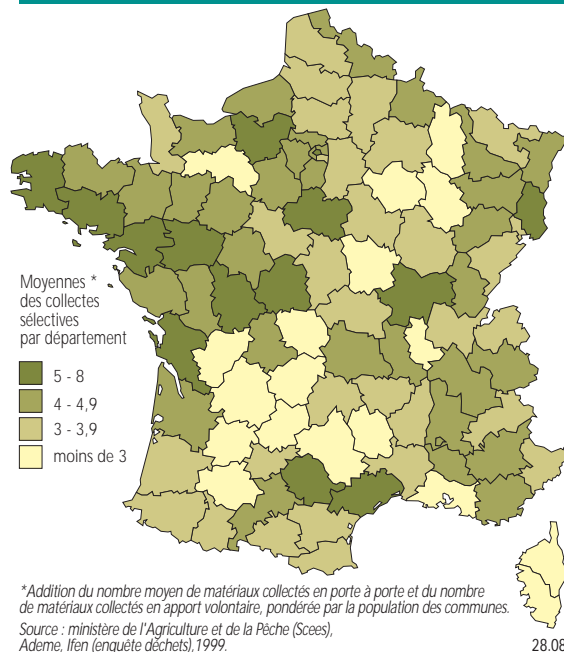 Moyennes *
des collectes
sélectives
par département
5 - 8
4 - 4,9
3 - 3,9
moins de 3
*Addition du nombre moyen de matériaux collectés en porte à porte et du nombre
de matériaux collectés en apport volontaire, pondérée par la population des communes.
Source : ministère de l'Agriculture et de la Pêche (Scees),
Ademe, Ifen (enquête déchets),1999.
28.08